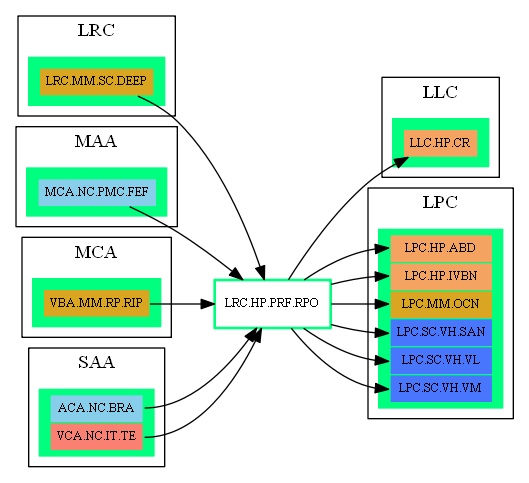 LRC
LRC.MM.SC.DEEP
MAA
MCA.NC.PMC.FEF
MCA
VBA.MM.RP.RIP
SAA
ACA.NC.BRA
VCA.NC.IT.TE
LRC.HP.PRF.RPO
LLC
LLC.HP.CR
LPC
LPC.HP.ABD
LPC.HP.IVBN
LPC.MM.OCN
LPC.SC.VH.SAN
LPC.SC.VH.VL
LPC.SC.VH.VM